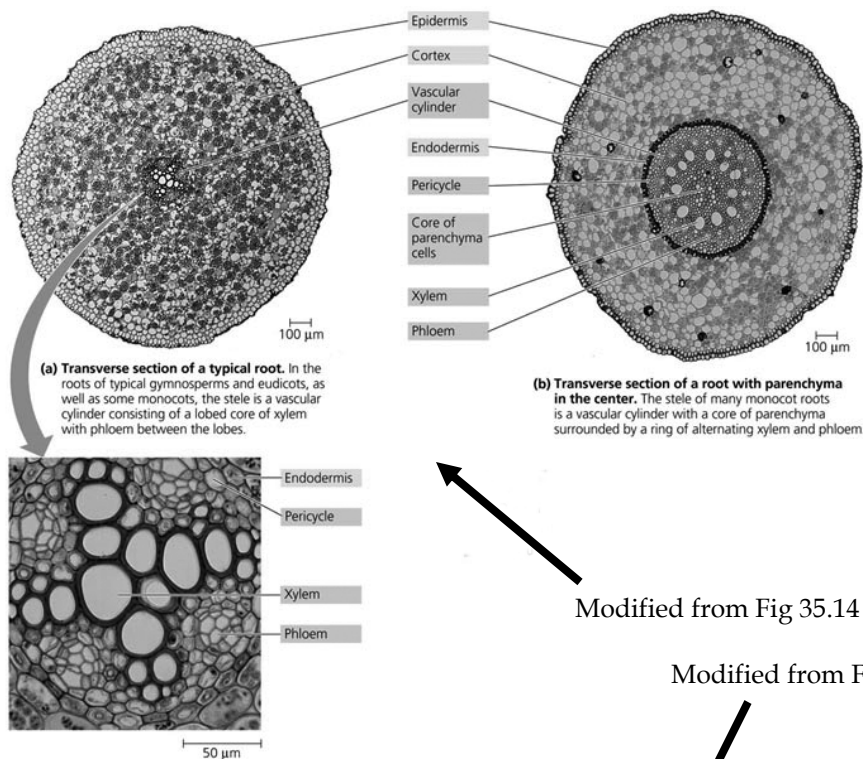 Epidermis
Cortex
Vascular
cylinder
Endodermis
Pericycle
Core of
parenchyma
cells
Xylem
Phloem
100 µm
100 µm
(a) Transverse section of a typical root. In the
roots of typical gymnosperms and eudicots, as
well as some monocots, the stele is a vascular
cylinder consisting of a lobed core of xylem
with phloem between the lobes.
(b) Transverse section of a root with parenchyma
in the center. The stele of many monocot roots
is a vascular cylinder with a core of parenchyma
surrounded by a ring of alternating xylem and phloem
Endodermis
Pericycle
Xylem
Phloem
50 µm
Modified from Fig 35.14
Modified from F